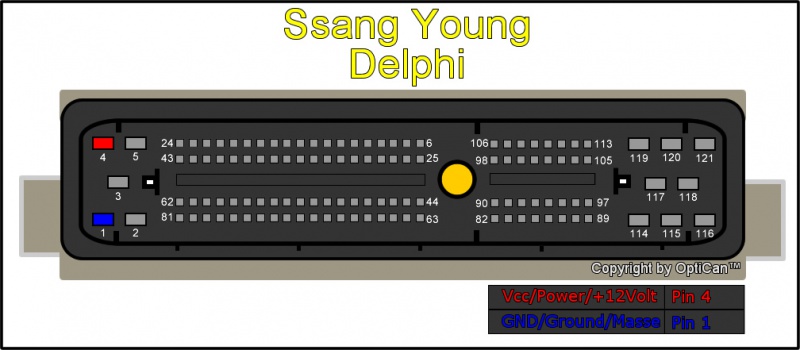 Ssang Young
Delphi
4 5 24 6 106 113 119 120 121
43 25 98 105
3 117 118
62 44 90 97
1 2 81 63 82 89 114 115 116
Copyright by OptiCan™
Vcc/Power/+12Volt Pin 4
GND/Ground/Masse Pin 1